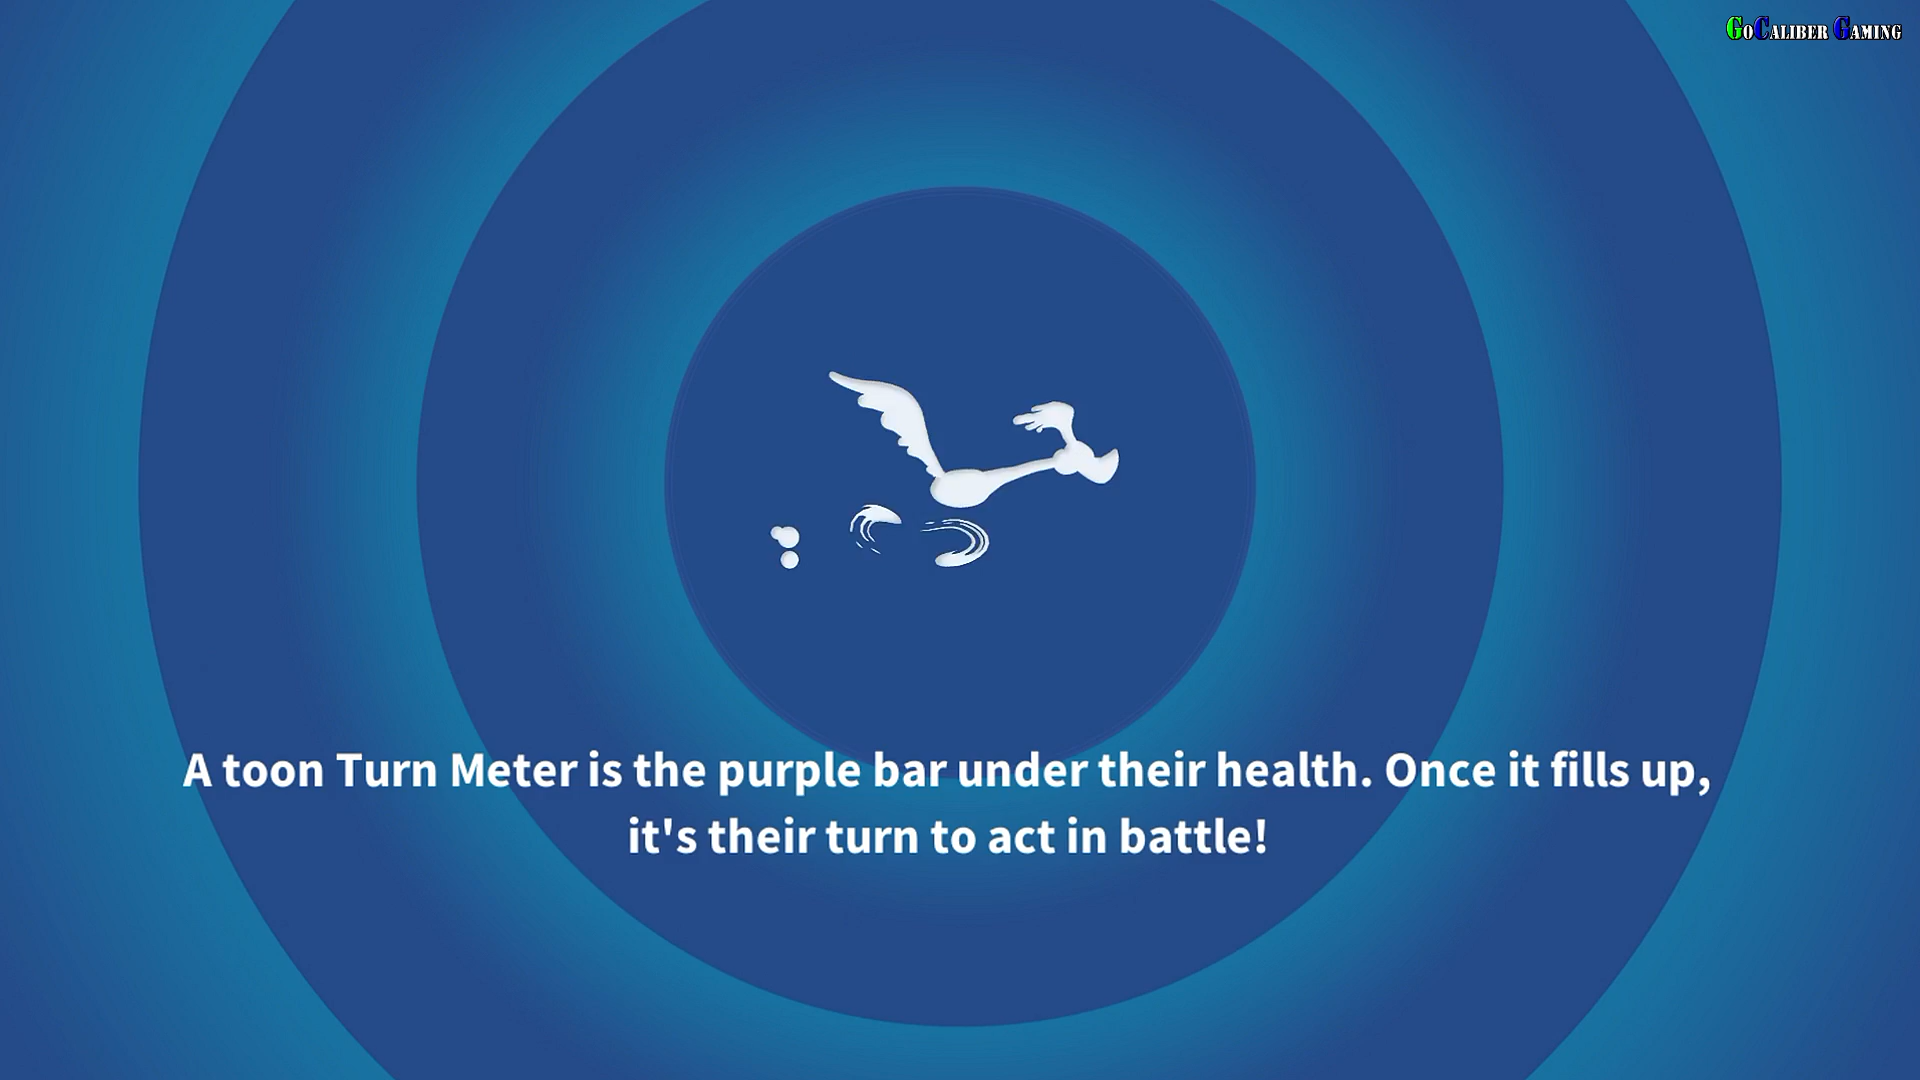 GoCaliber Gaming
A toon Turn Meter is the purple bar under their health. Once it fills up,
it's their turn to act in battle!